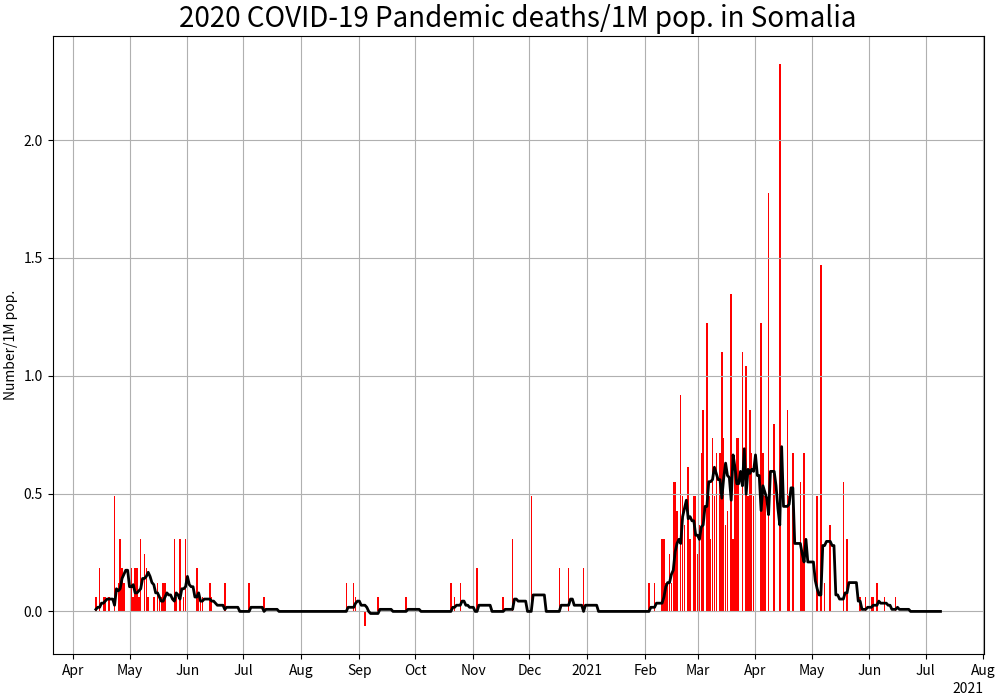 2020 COVID-19 Pandemic deaths/1M pop. in Somalia
Number/1M pop.
2.0
1.5
1.0
0.5
0.0
Apr May Jun Jul Aug Sep Oct Nov Dec 2021 Feb Mar Apr May Jun Jul Aug
2021